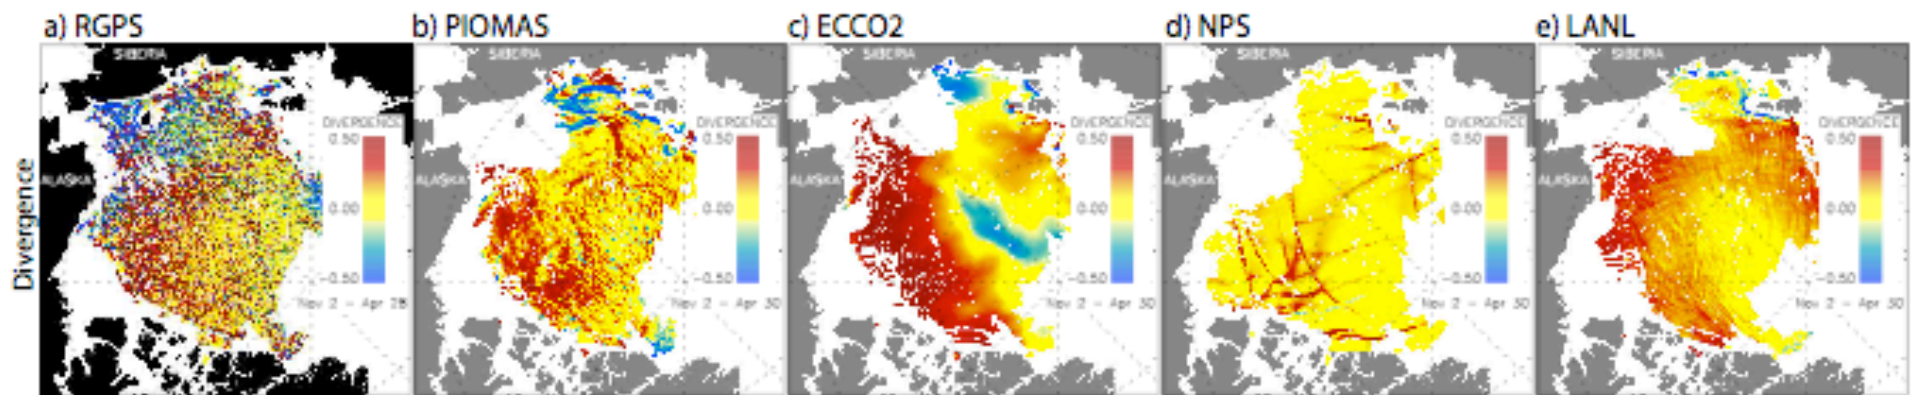 a) RGPS
b) PIOMAS
c) ECCO2
d) NPS
e) LANL
Divergence
SIBERIA
ALASKA
DIVERGENCE
0.50
0.00
-0.50
Nov 2 - Apr 28
SIBERIA
ALASKA
DIVERGENCE
0.50
0.00
-0.50
Nov 2 - Apr 30
SIBERIA
ALASKA
DIVERGENCE
0.50
0.00
-0.50
Nov 2 - Apr 30
SIBERIA
ALASKA
DIVERGENCE
0.50
0.00
-0.50
Nov 2 - Apr 30
SIBERIA
ALASKA
DIVERGENCE
0.50
0.00
-0.50
Nov 2 - Apr 30